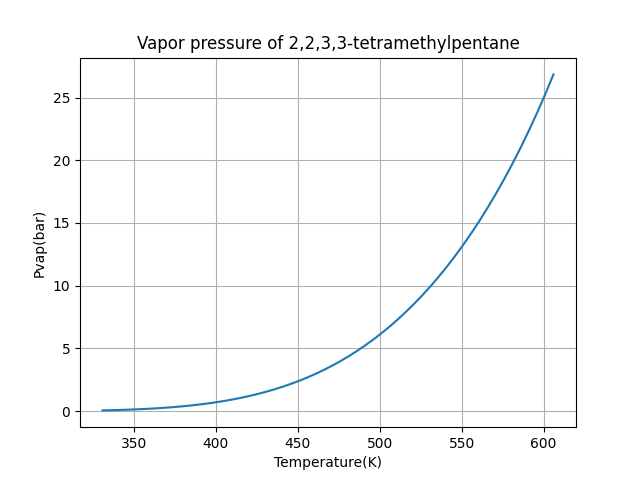 Vapor pressure of 2,2,3,3-tetramethylpentane
25
20
15
10
5
0
Pvap(bar)
350 400 450 500 550 600
Temperature(K)